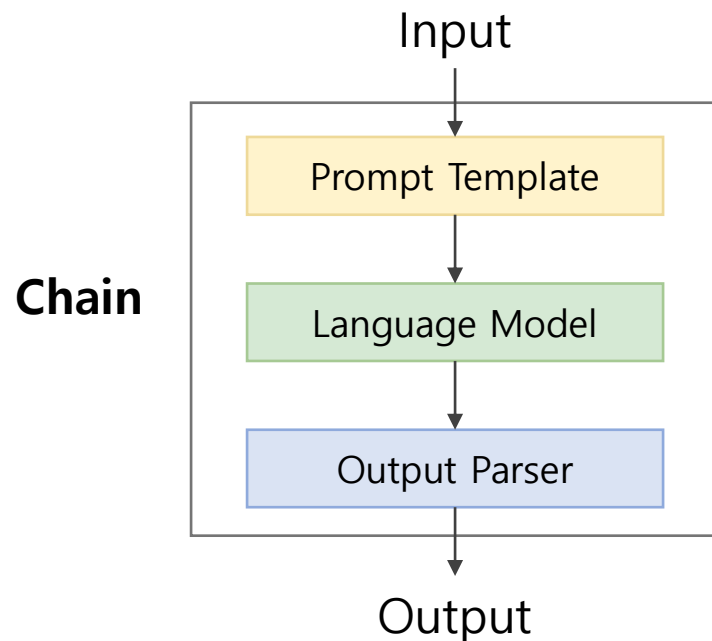 Input
Prompt Template
Chain
Language Model
Output Parser
Output